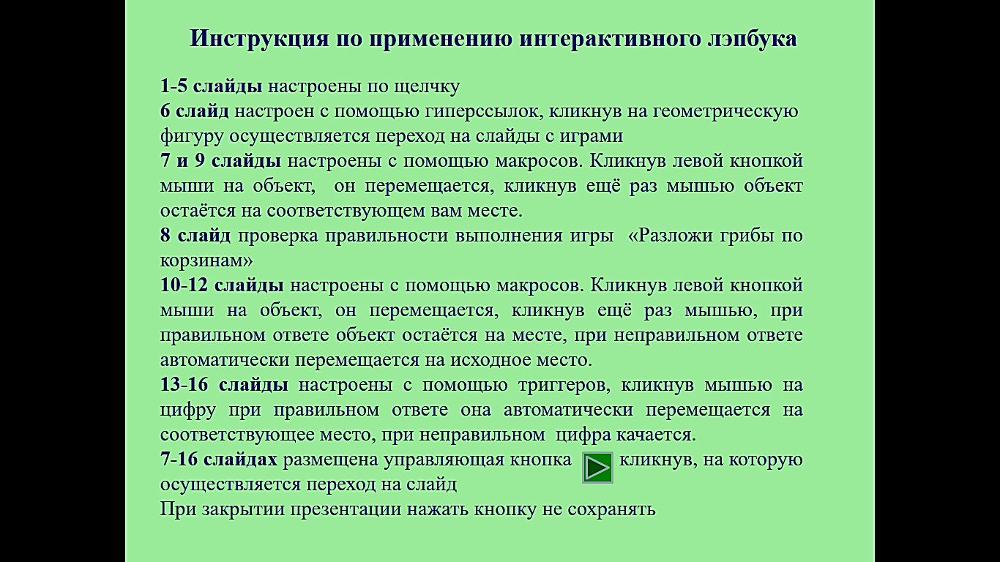 Инструкция по применению интерактивного лэпбука
1-5 слайды настроены по щелчку
6 слайд настроен с помощью гиперссылок, кликнув на геометрическую
фигуру осуществляется переход на слайды с играми
7 и 9 слайды настроены с помощью макросов. Кликнув левой кнопкой
мыши на объект, он перемещается, кликнув ещё раз мышью объект
остаётся на соответствующем вам месте.
8 слайд проверка правильности выполнения игры «Разложи грибы по
корзинам»
10-12 слайды настроены с помощью макросов. Кликнув левой кнопкой
мыши на объект, он перемещается, кликнув ещё раз мышью, при
правильном ответе объект остаётся на месте, при неправильном ответе
автоматически перемещается на исходное место.
13-16 слайды настроены с помощью триггеров, кликнув мышью на
цифру при правильном ответе она автоматически перемещается на
соответствующее место, при неправильном цифра качается.
7-16 слайдах размещена управляющая кнопка кликнув, на которую
осуществляется переход на слайд
При закрытии презентации нажать кнопку не сохранять